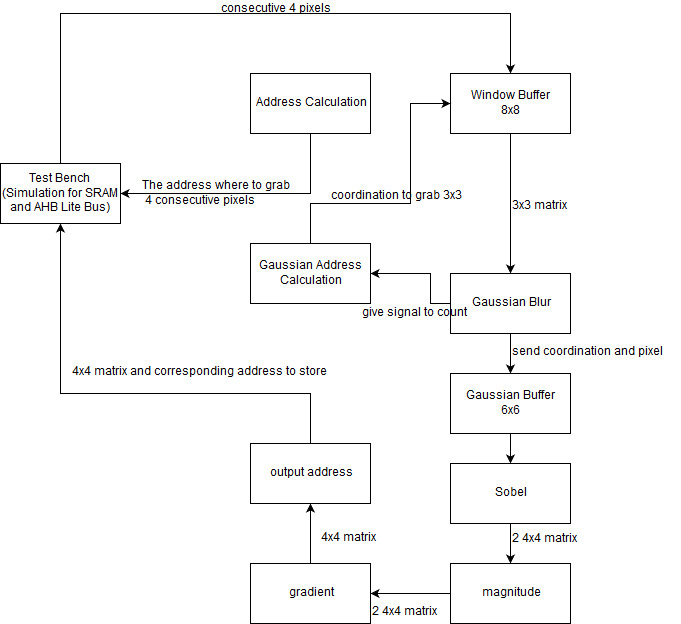 consecutive 4 pixels
Address Calculation
Window Buffer
8x8
Test Bench
(Simulation for SRAM
and AHB Lite Bus)
The address where to grab
4 consecutive pixels
coordination to grab 3x3
3x3 matrix
Gaussian Address
Calculation
Gaussian Blur
give signal to count
send coordination and pixel
4x4 matrix and corresponding address to store
Gaussian Buffer
6x6
output address
Sobel
4x4 matrix
2 4x4 matrix
gradient
magnitude
2 4x4 matrix